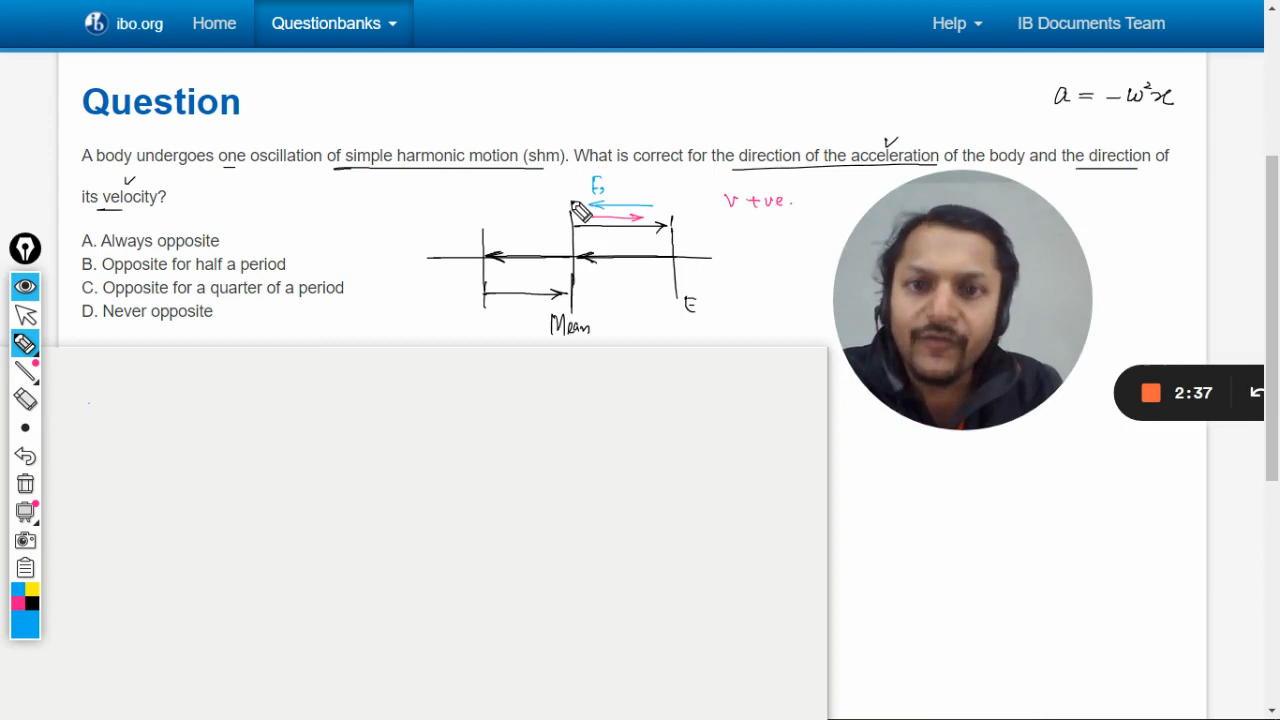 ibo.org Home Questionbanks Help IB Documents Team
Question
a = -ω²x
A body undergoes one oscillation of simple harmonic motion (shm). What is correct for the direction of the acceleration of the body and the direction of
its velocity?
v +ve.
A. Always opposite
B. Opposite for half a period
C. Opposite for a quarter of a period
D. Never opposite
E
Mean
2:37